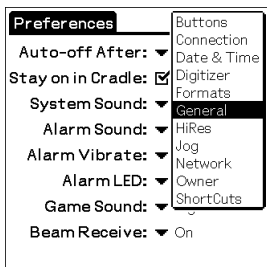 Preferences
Buttons
Connection
Date & Time
Digitizer
Formats
General
HiRes
Jog
Network
Owner
ShortCuts
Auto-off After:
Stay on in Cradle:
System Sound:
Alarm Sound:
Alarm Vibrate:
Alarm LED:
Game Sound:
Beam Receive: On